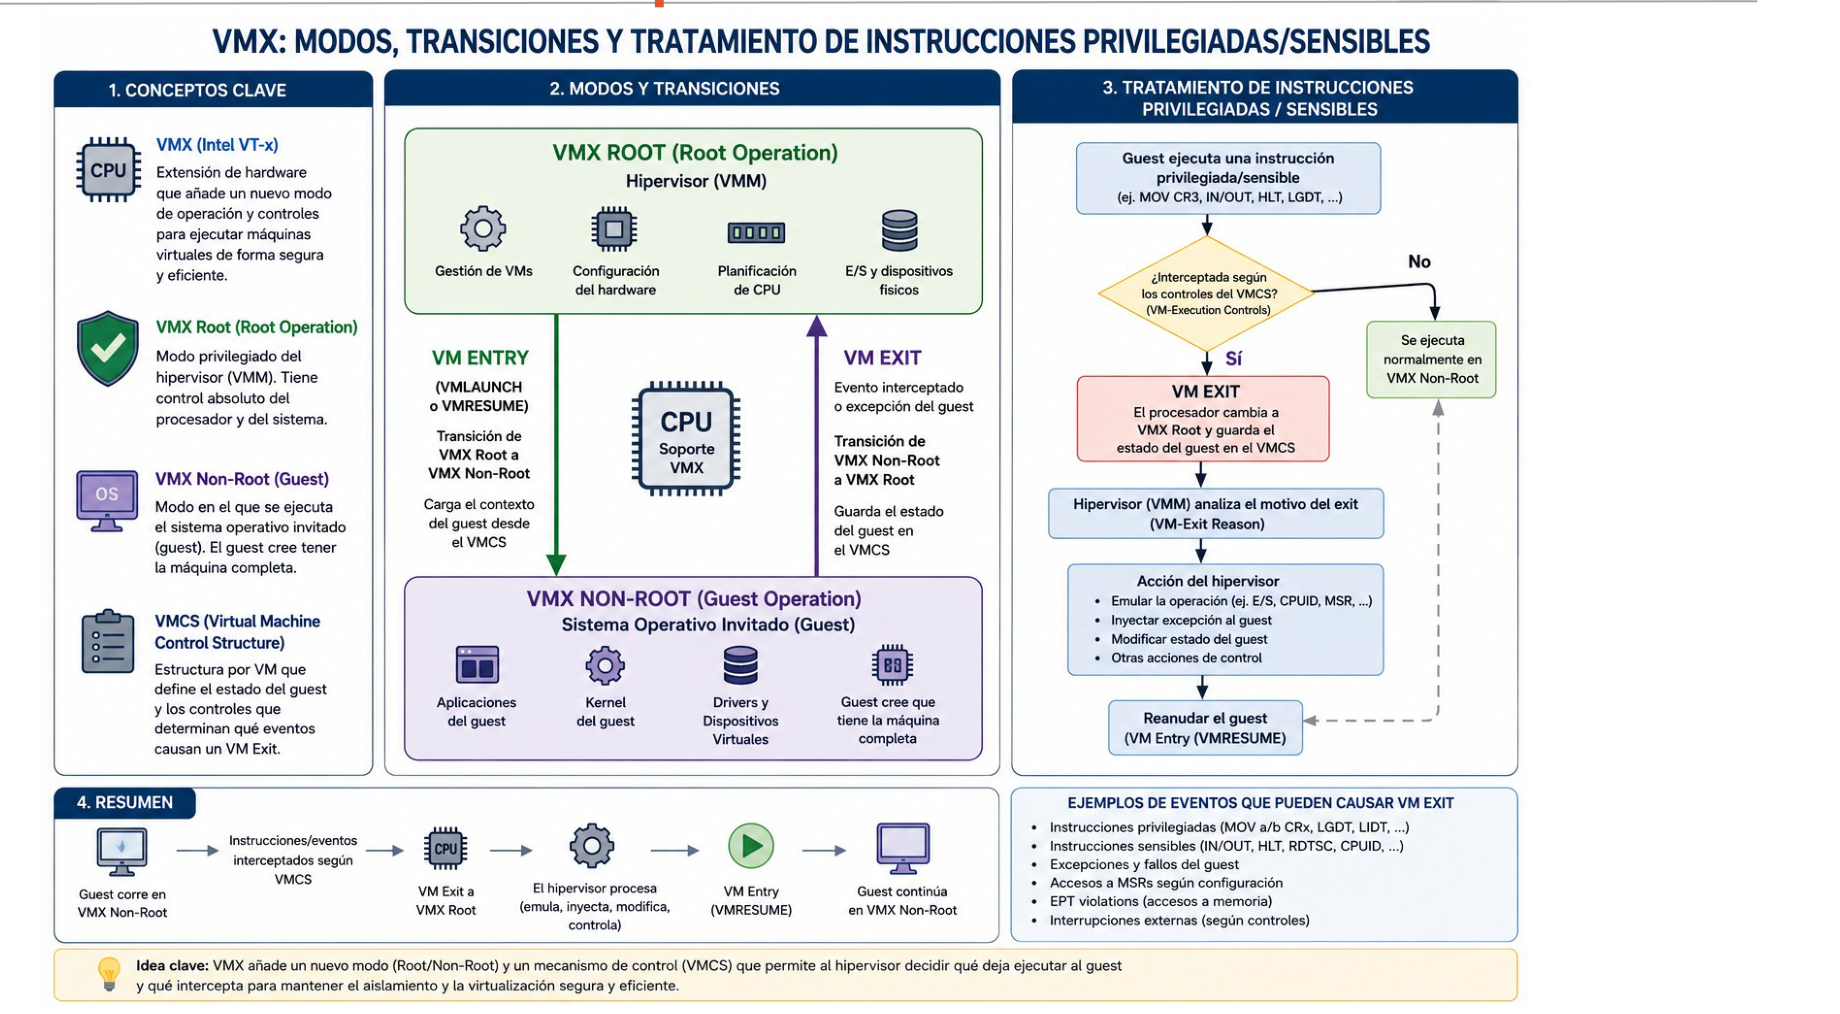 VMX: MODOS, TRANSICIONES Y TRATAMIENTO DE INSTRUCCIONES PRIVILEGIADAS/SENSIBLES
1. CONCEPTOS CLAVE
CPU
VMX (Intel VT-x)
Extensión de hardware
que añade un nuevo modo
de operación y controles
para ejecutar máquinas
virtuales de forma segura
y eficiente.
VMX Root (Root Operation)
Modo privilegiado del
hipervisor (VMM). Tiene
control absoluto del
procesador y del sistema.
OS
VMX Non-Root (Guest)
Modo en el que se ejecuta
el sistema operativo invitado
(guest). El guest cree tener
la máquina completa.
VMCS (Virtual Machine
Control Structure)
Estructura por VM que
define el estado del guest
y los controles que
determinan qué eventos
causan un VM Exit.
2. MODOS Y TRANSICIONES
VMX ROOT (Root Operation)
Hipervisor (VMM)
Gestión de VMs
Configuración
del hardware
Planificación
de CPU
E/S y dispositivos
fisicos
VM ENTRY
(VMLAUNCH
o VMRESUME)
Transición de
VMX Root a
VMX Non-Root
Carga el contexto
del guest desde
el VMCS
CPU
Soporte
VMX
VM EXIT
Evento interceptado
o excepción del guest
Transición de
VMX Non-Root
a VMX Root
Guarda el estado
del guest en
el VMCS
VMX NON-ROOT (Guest Operation)
Sistema Operativo Invitado (Guest)
Aplicaciones
del guest
Kernel
del guest
Drivers y
Dispositivos
Virtuales
Guest cree que
tiene la máquina
completa
3. TRATAMIENTO DE INSTRUCCIONES
PRIVILEGIADAS / SENSIBLES
Guest ejecuta una instrucción
privilegiada/sensible
(ej. MOV CR3, IN/OUT, HLT, LGDT, ...)
¿Interceptada según
los controles del VMCS?
(VM-Execution Controls)
No
Se ejecuta
normalmente en
VMX Non-Root
Sí
VM EXIT
El procesador cambia a
VMX Root y guarda el
estado del guest en el VMCS
Hipervisor (VMM) analiza el motivo del exit
(VM-Exit Reason)
Acción del hipervisor
• Emular la operación (ej. E/S, CPUID, MSR, ...)
• Inyectar excepción al guest
• Modificar estado del guest
• Otras acciones de control
Reanudar el guest
(VM Entry (VMRESUME)
4. RESUMEN
Guest corre en
VMX Non-Root
Instrucciones/eventos
interceptados según
VMCS
CPU
VM Exit a
VMX Root
El hipervisor procesa
(emula, inyecta, modifica,
controla)
VM Entry
(VMRESUME)
Guest continúa
en VMX Non-Root
EJEMPLOS DE EVENTOS QUE PUEDEN CAUSAR VM EXIT
• Instrucciones privilegiadas (MOV a/b CRx, LGDT, LIDT, ...)
• Instrucciones sensibles (IN/OUT, HLT, RDTSC, CPUID, ...)
• Excepciones y fallos del guest
• Accesos a MSRs según configuración
• EPT violations (accesos a memoria)
• Interrupciones externas (según controles)
Idea clave: VMX añade un nuevo modo (Root/Non-Root) y un mecanismo de control (VMCS) que permite al hipervisor decidir qué deja ejecutar al guest
y qué intercepta para mantener el aislamiento y la virtualización segura y eficiente.